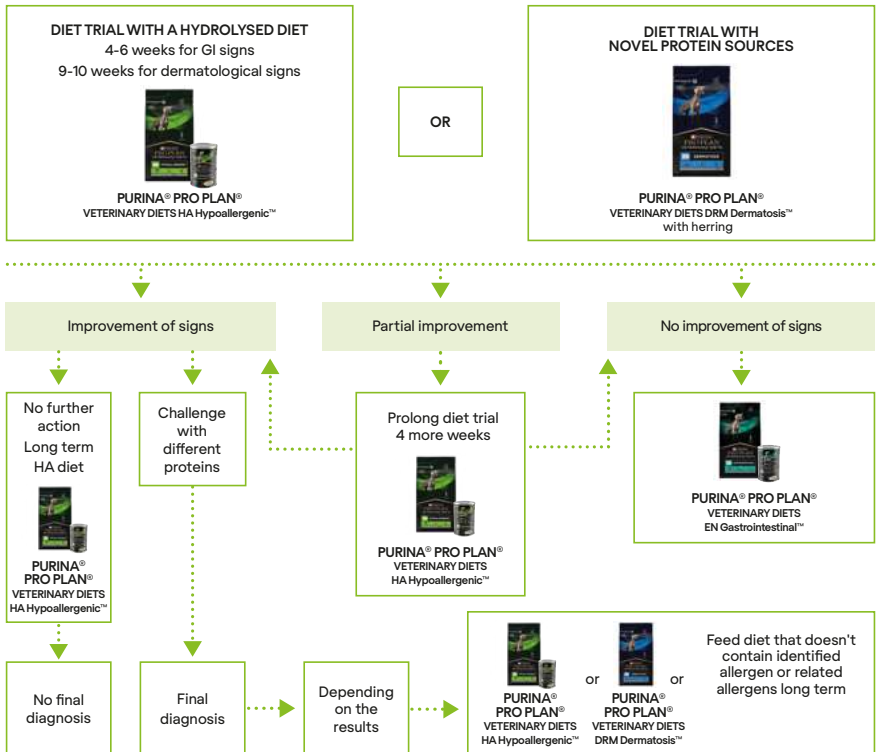 DIET TRIAL WITH A HYDROLYSED DIET
4-6 weeks for GI signs
9-10 weeks for dermatological signs
PURINA® PRO PLAN®
VETERINARY DIETS HA Hypoallergenic™
OR
DIET TRIAL WITH
NOVEL PROTEIN SOURCES
PURINA® PRO PLAN®
VETERINARY DIETS DRM Dermatosis™
with herring
Improvement of signs
Partial improvement
No improvement of signs
No further
action
Long term
HA diet
PURINA®
PRO PLAN®
VETERINARY DIETS
HA Hypoallergenic™
Challenge
with
different
proteins
Prolong diet trial
4 more weeks
PURINA® PRO PLAN®
VETERINARY DIETS
HA Hypoallergenic™
PURINA® PRO PLAN®
VETERINARY DIETS
EN Gastrointestinal™
No final
diagnosis
Final
diagnosis
Depending
on the
results
PURINA®
PRO PLAN®
VETERINARY DIETS
HA Hypoallergenic™
or
PURINA®
PRO PLAN®
VETERINARY DIETS
DRM Dermatosis™
or
Feed diet that doesn't
contain identified
allergen or related
allergens long term